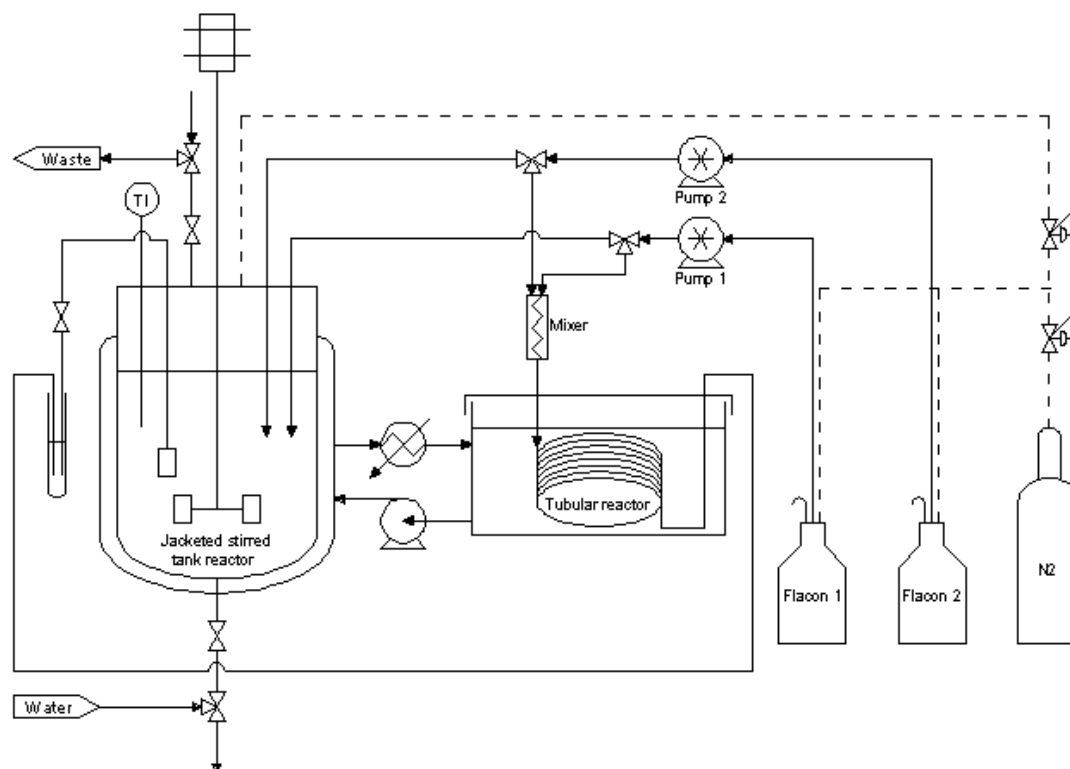 Waste
TI
Pump 2
Pump 1
Mixer
Tubular reactor
Jacketed stirred
tank reactor
Flacon 1
Flacon 2
N2
Water